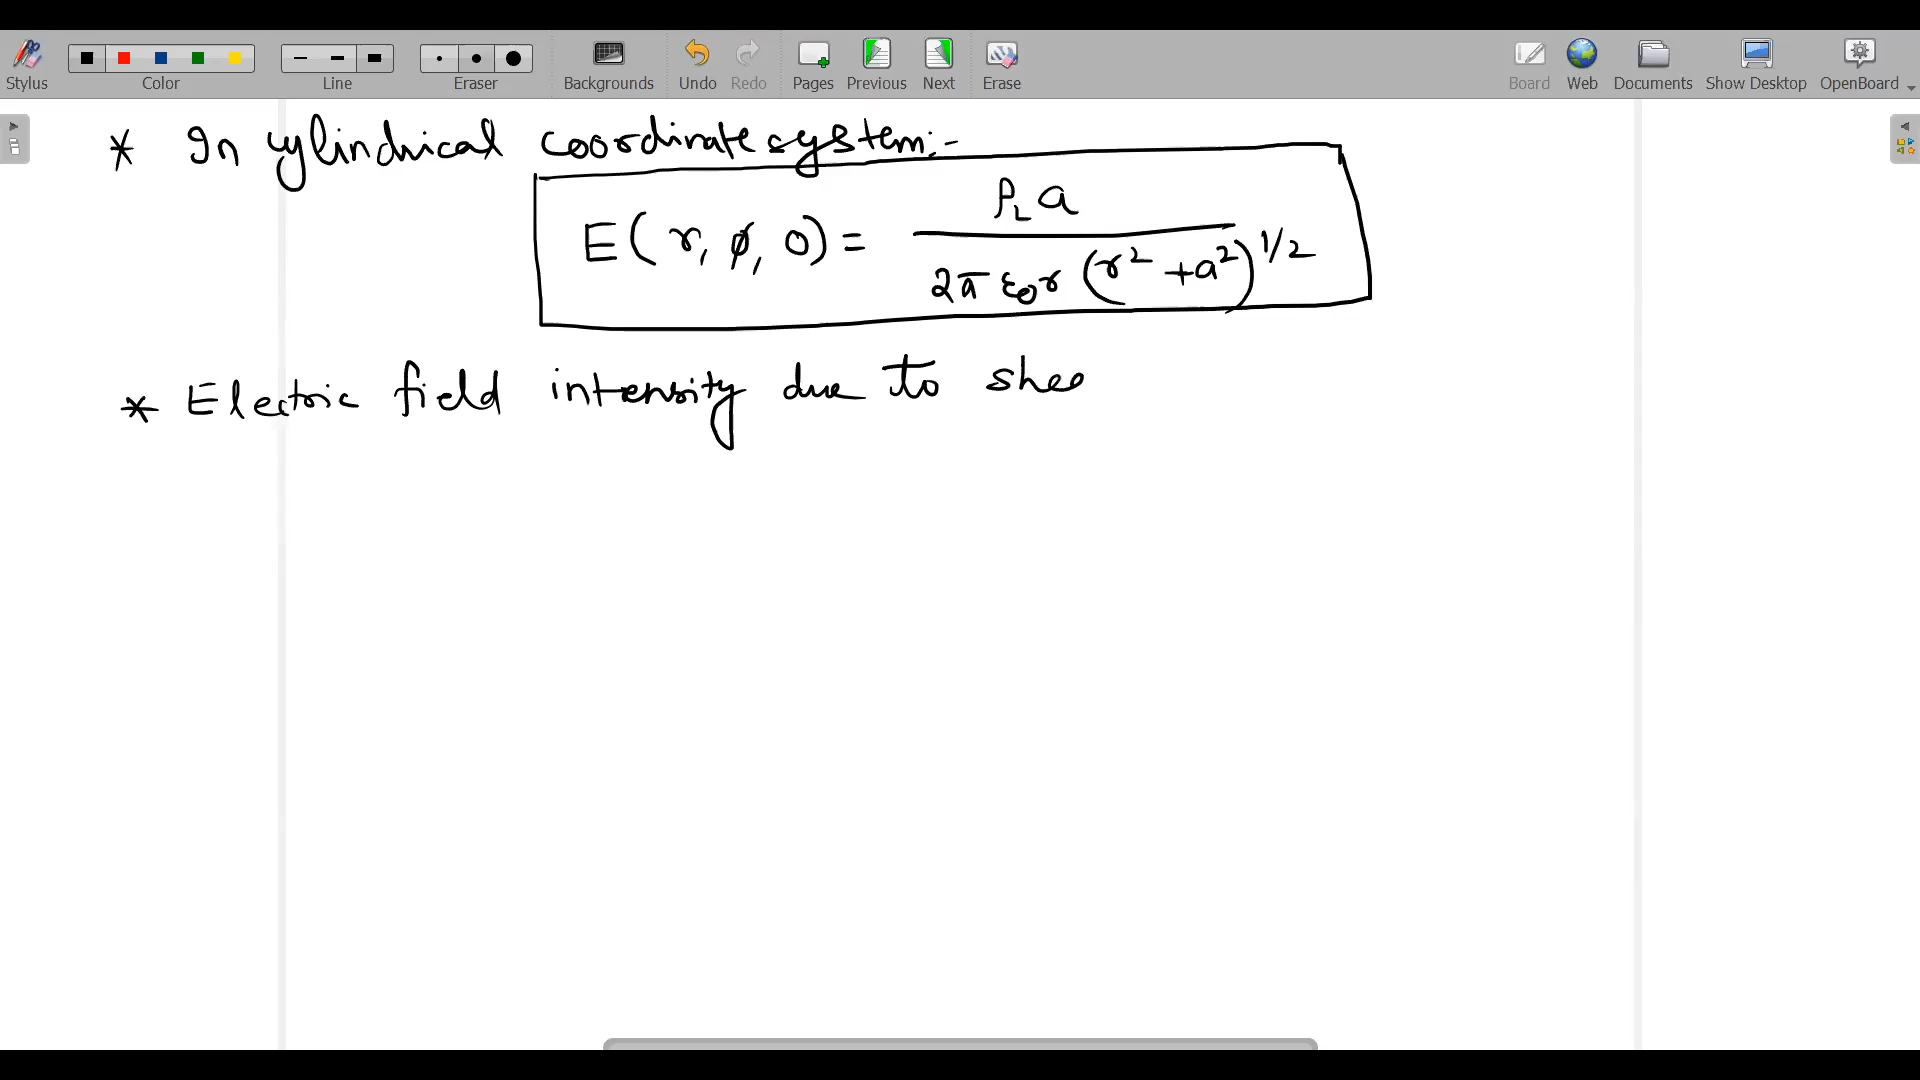 Stylus Color Line Eraser Backgrounds Undo Redo Pages Previous Next Erase Board Web Documents Show Desktop OpenBoard
* In cylindrical coordinate system:-
E(r, φ, 0) = ρ_L a / 2π ε₀ r (r² + a²)^1/2
* Electric field intensity due to shee